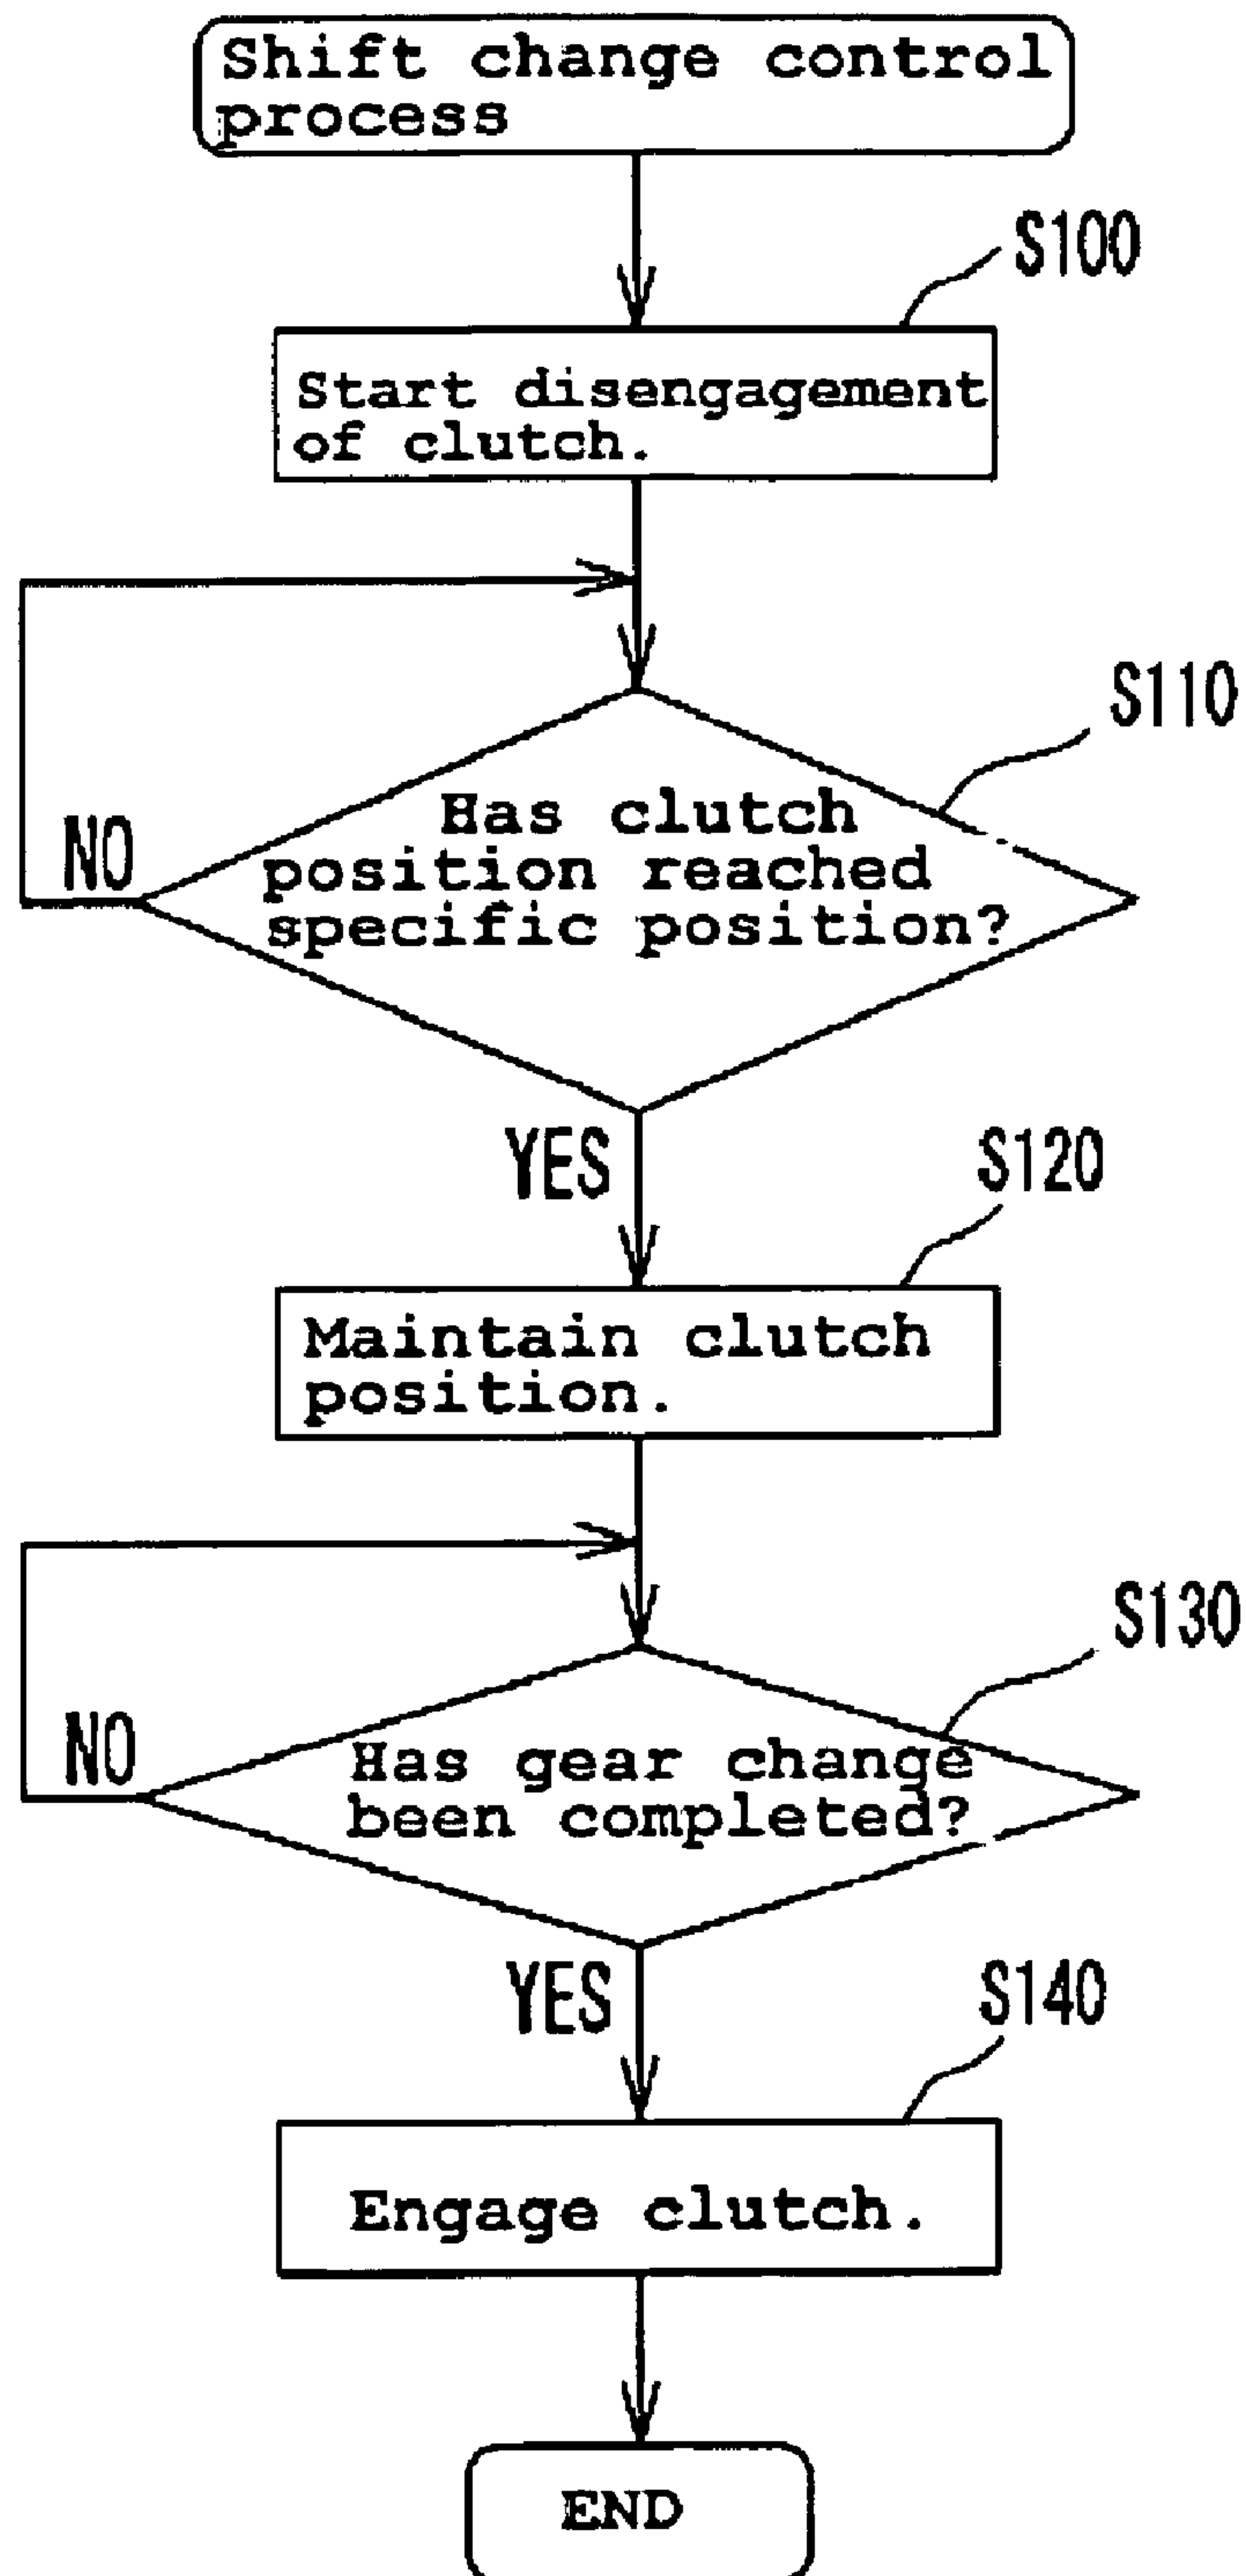 Shift change control
process
S100
Start disengagement
of clutch.
S110
Has clutch
position reached
specific position?
NO
YES
S120
Maintain clutch
position.
S130
Has gear change
been completed?
NO
YES
S140
Engage clutch.
END